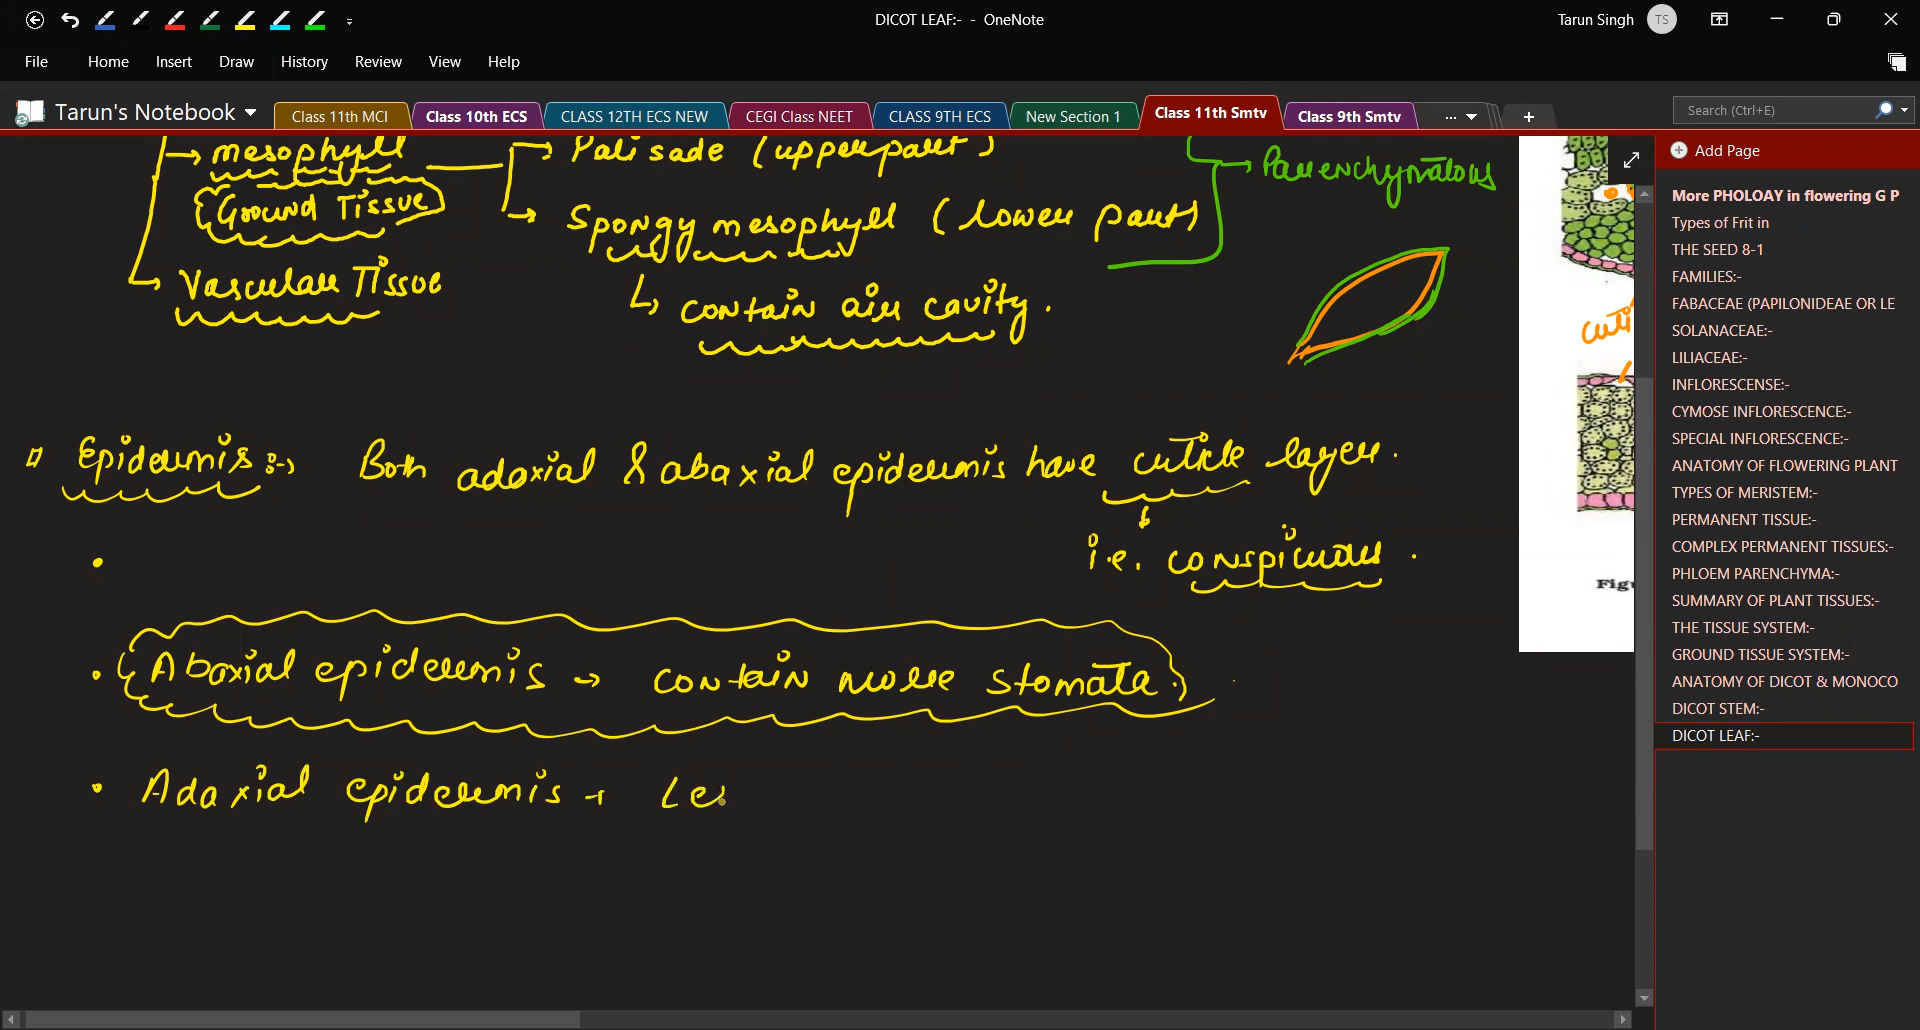 DICOT LEAF:- - OneNote
Tarun Singh TS
File Home Insert Draw History Review View Help
Tarun's Notebook
Class 11th MCI
Class 10th ECS
CLASS 12TH ECS NEW
CEGI Class NEET
CLASS 9TH ECS
New Section 1
Class 11th Smtv
Class 9th Smtv
...
+
Search (Ctrl+E)
Add Page
More PHOLOAY in flowering G P
Types of Frit in
THE SEED 8-1
FAMILIES:-
FABACEAE (PAPILONIDEAE OR LE
SOLANACEAE:-
LILIACEAE:-
INFLORESCENSE:-
CYMOSE INFLORESCENCE:-
SPECIAL INFLORESCENCE:-
ANATOMY OF FLOWERING PLANT
TYPES OF MERISTEM:-
PERMANENT TISSUE:-
COMPLEX PERMANENT TISSUES:-
PHLOEM PARENCHYMA:-
SUMMARY OF PLANT TISSUES:-
THE TISSUE SYSTEM:-
GROUND TISSUE SYSTEM:-
ANATOMY OF DICOT & MONOCO
DICOT STEM:-
DICOT LEAF:-
mesophyll
Palisade (upper part)
Parenchymatous
(Ground Tissue)
Spongy mesophyll (lower part)
Vascular Tissue
contain air cavity.
cuti
Epidermis :→ Both adaxial & abaxial epidermis have cuticle layer.
i.e. conspicuous .
Figu
• Abaxial epidermis → contain more stomata.
• Adaxial epidermis → Les